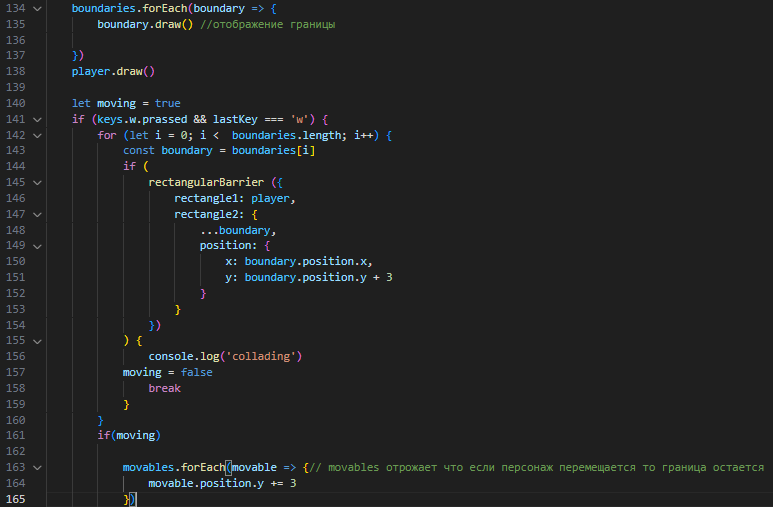 134 boundaries.forEach(boundary => {
135 boundary.draw() //отображение границы
136
137 })
138 player.draw()
139
140 let moving = true
141 if (keys.w.prassed && lastKey === 'w') {
142 for (let i = 0; i <  boundaries.length; i++) {
143 const boundary = boundaries[i]
144 if (
145 rectangularBarrier ({
146 rectangle1: player,
147 rectangle2: {
148 ...boundary,
149 position: {
150 x: boundary.position.x,
151 y: boundary.position.y + 3
152 }
153 }
154 })
155 ) {
156 console.log('collading')
157 moving = false
158 break
159 }
160 }
161 if(moving)
162
163 movables.forEach(movable => {// movables отрожает что если персонаж перемещается то граница остается
164 movable.position.y += 3
165 })